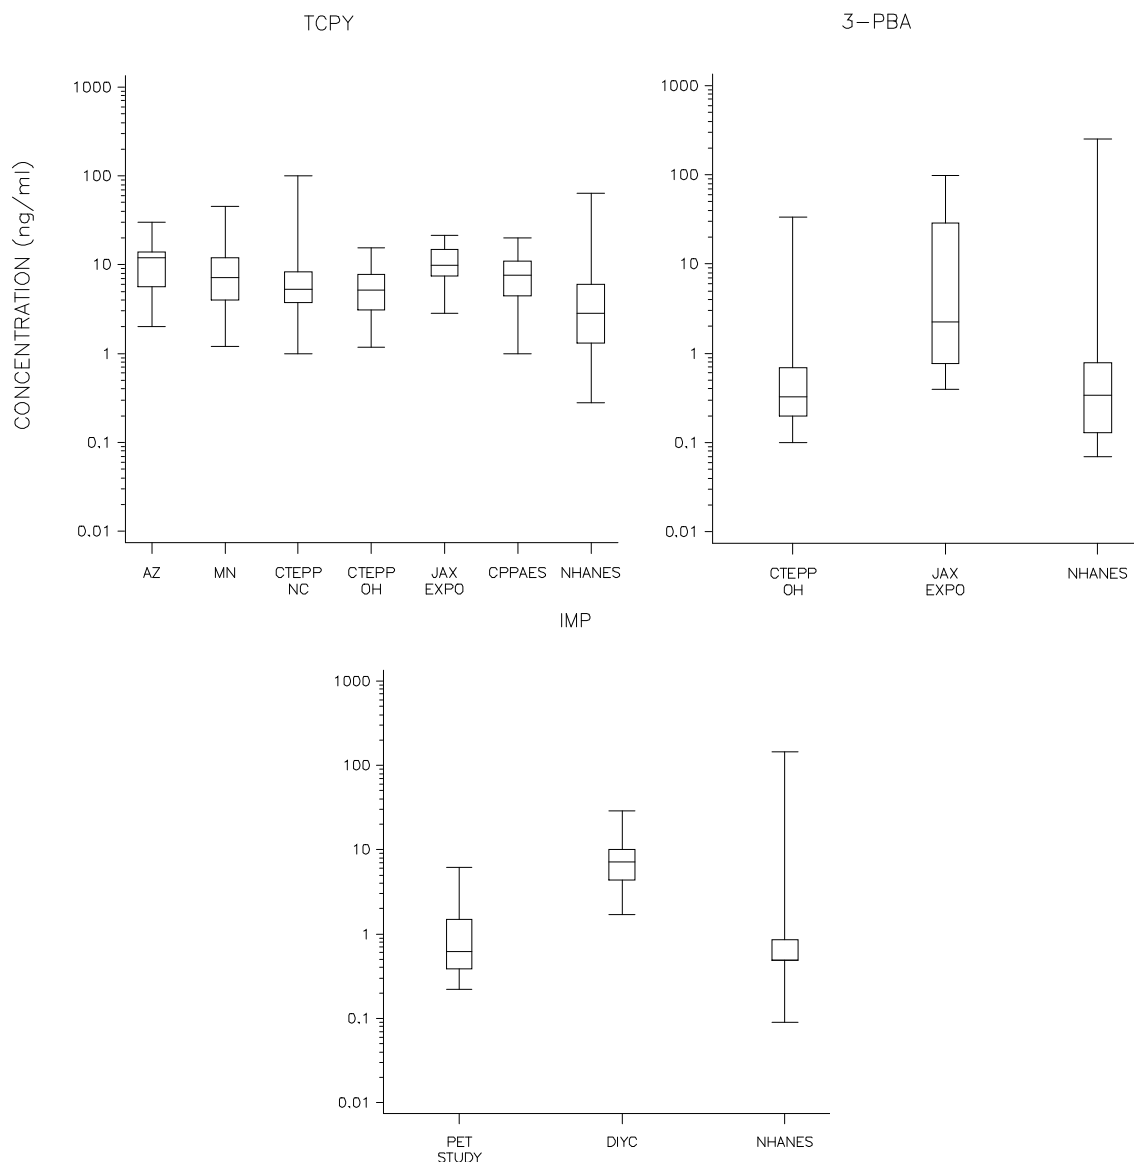 TCPY
3-PBA
CONCENTRATION (ng/ml)
1000
100
10
1
0.1
0.01
AZ
MN
CTEPP
NC
CTEPP
OH
JAX
EXPO
CPPAES
NHANES
1000
100
10
1
0.1
0.01
CTEPP
OH
JAX
EXPO
NHANES
IMP
1000
100
10
1
0.1
0.01
PET
STUDY
DIYC
NHANES